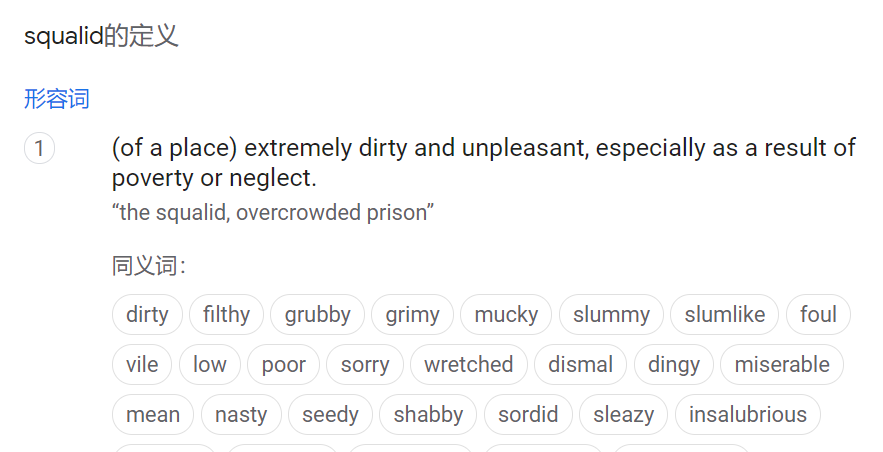 squalid的定义
形容词
1 (of a place) extremely dirty and unpleasant, especially as a result of
poverty or neglect.
“the squalid, overcrowded prison”
同义词：
dirty filthy grubby grimy mucky slummy slumlike foul
vile low poor sorry wretched dismal dingy miserable
mean nasty seedy shabby sordid sleazy insalubrious